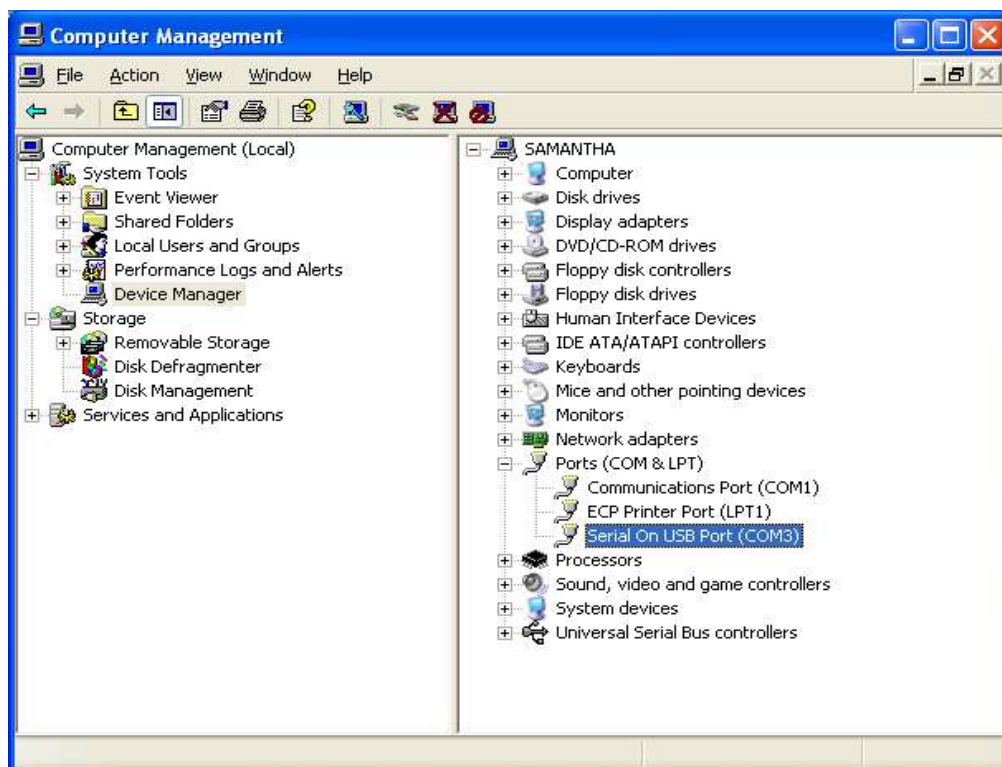 Computer Management
File Action View Window Help
Computer Management (Local)
System Tools
Event Viewer
Shared Folders
Local Users and Groups
Performance Logs and Alerts
Device Manager
Storage
Removable Storage
Disk Defragmenter
Disk Management
Services and Applications
SAMANTHA
Computer
Disk drives
Display adapters
DVD/CD-ROM drives
Floppy disk controllers
Floppy disk drives
Human Interface Devices
IDE ATA/ATAPI controllers
Keyboards
Mice and other pointing devices
Monitors
Network adapters
Ports (COM & LPT)
Communications Port (COM1)
ECP Printer Port (LPT1)
Serial On USB Port (COM3)
Processors
Sound, video and game controllers
System devices
Universal Serial Bus controllers